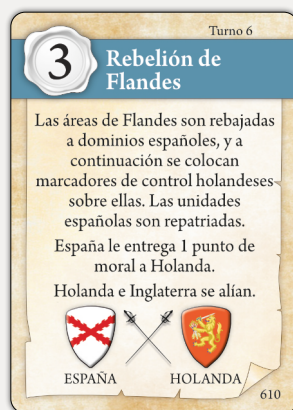 Turno 6
3
Rebelión de
Flandes
Las áreas de Flandes son rebajadas
a dominios españoles, y a
continuación se colocan
marcadores de control holandeses
sobre ellas. Las unidades
españolas son repatriadas.
España le entrega 1 punto de
moral a Holanda.
Holanda e Inglaterra se alían.
ESPAÑA
HOLANDA
610